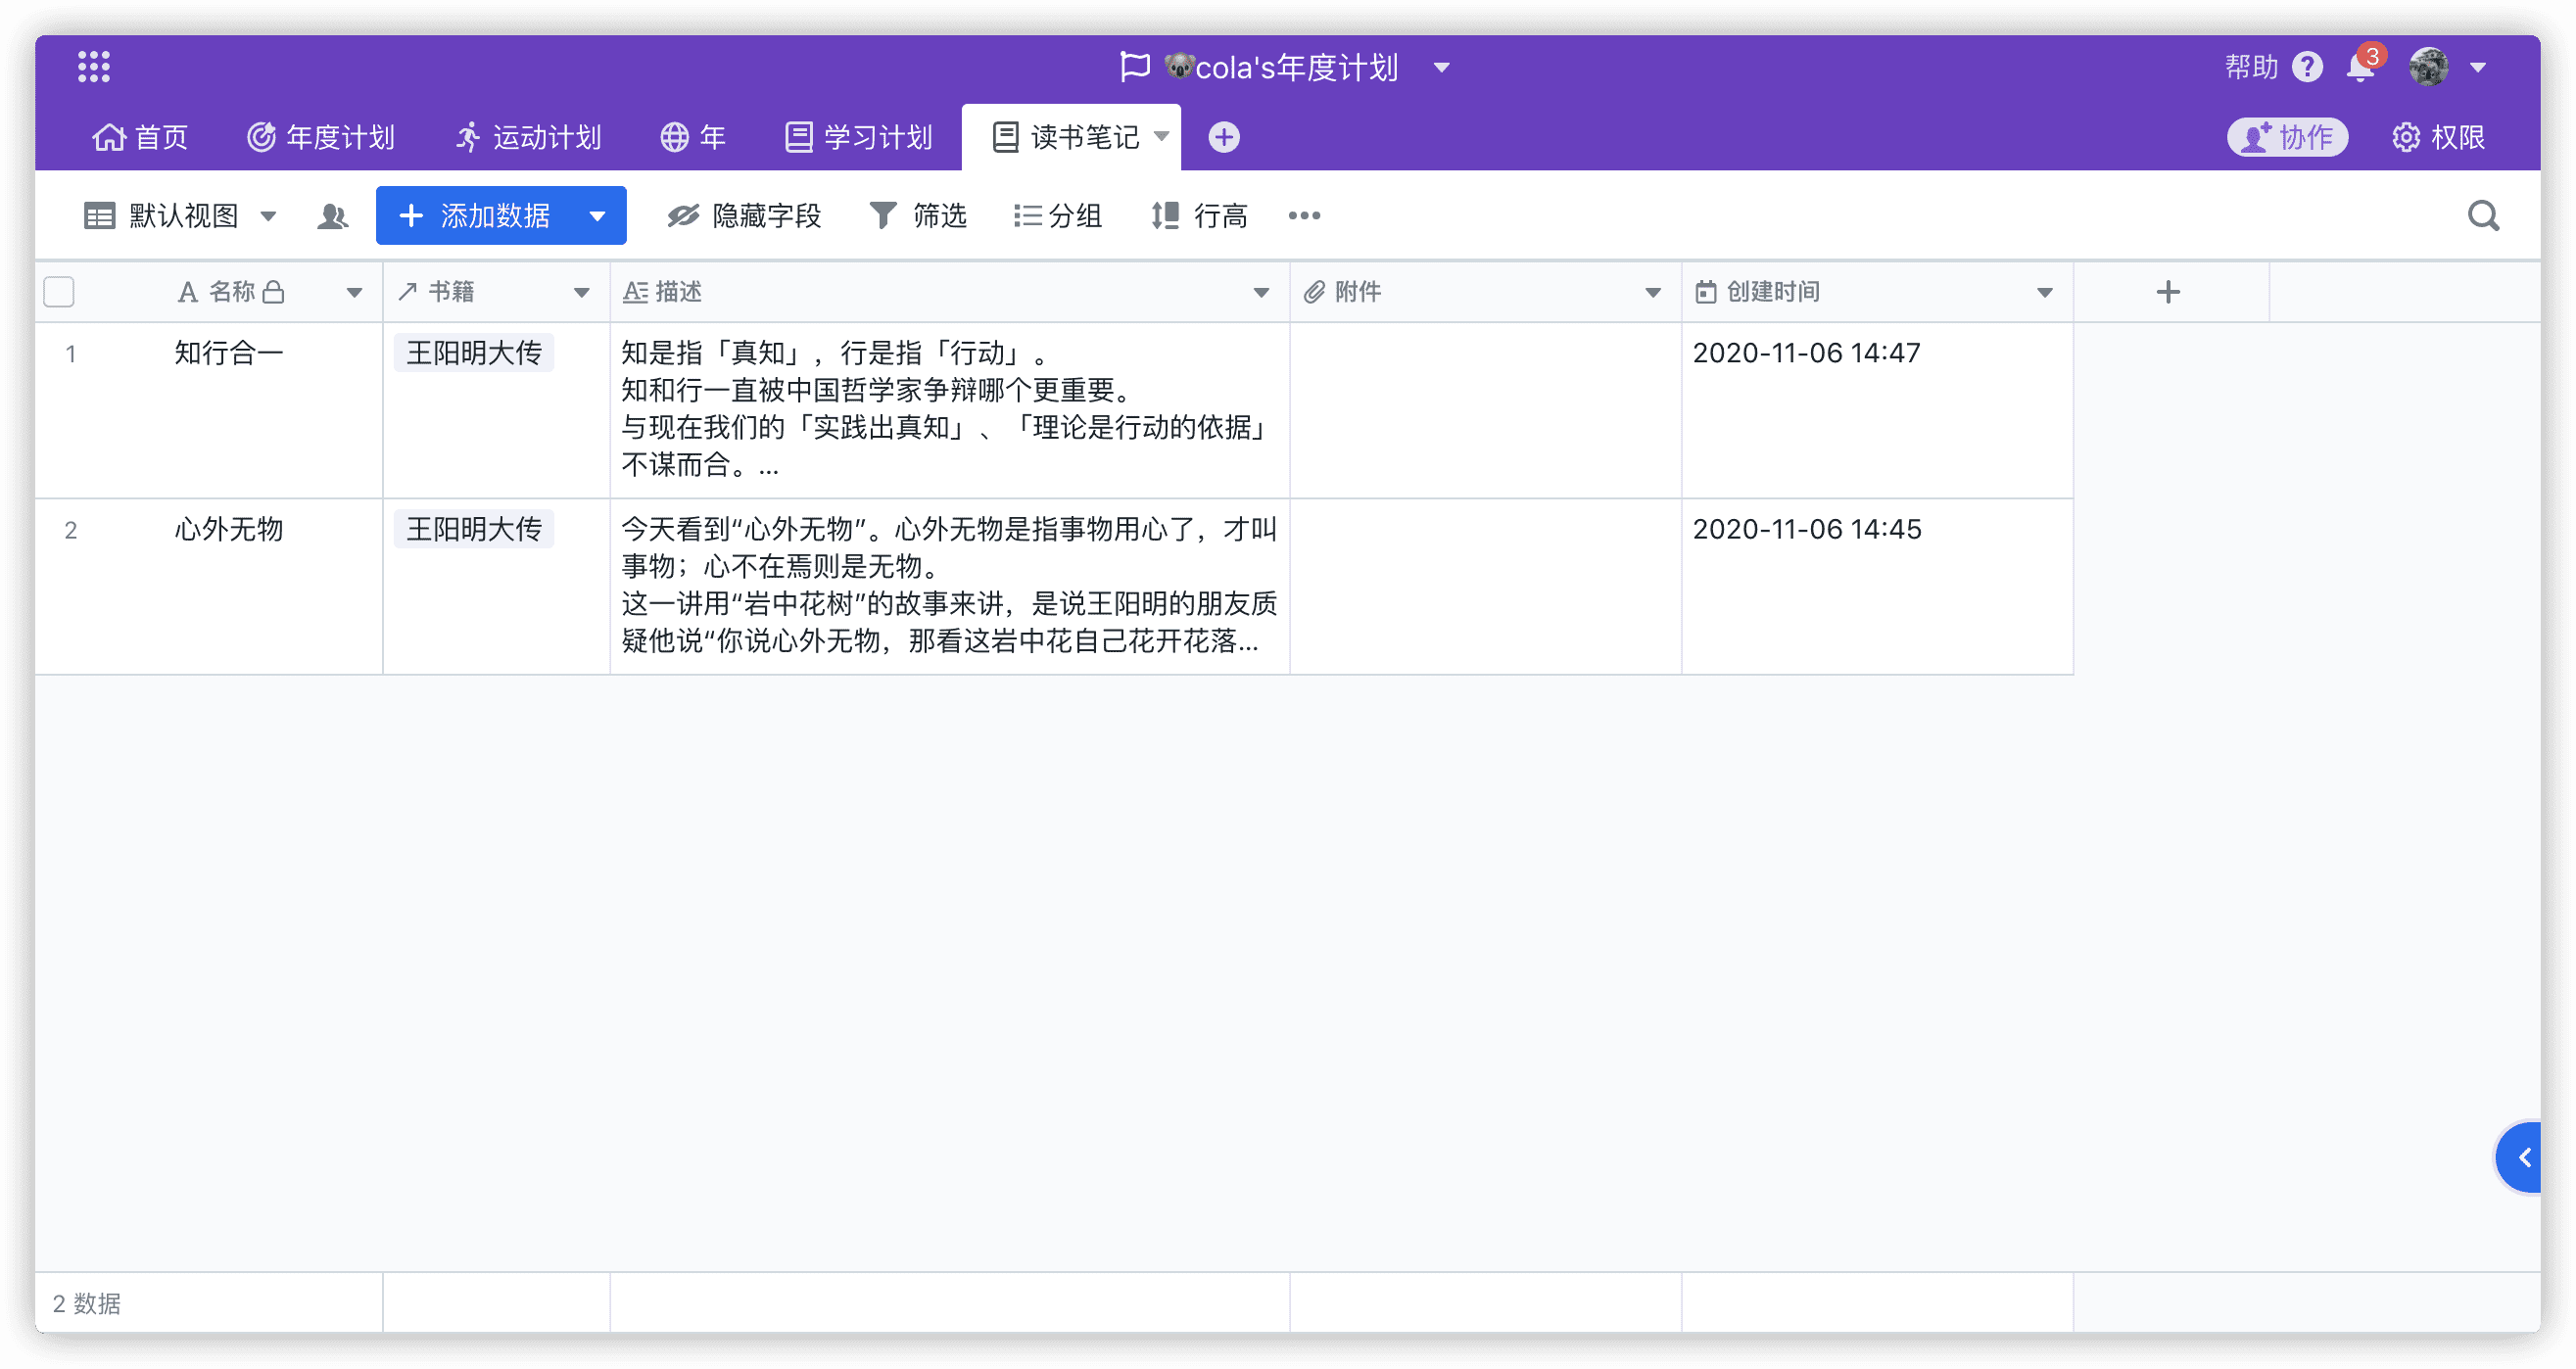 cola's年度计划
帮助 3
首页 年度计划 运动计划 年 学习计划 读书笔记 协作 权限
默认视图 添加数据 隐藏字段 筛选 分组 行高
名称 书籍 描述 附件 创建时间
1 知行合一 王阳明大传 知是指「真知」，行是指「行动」。 2020-11-06 14:47
知和行一直被中国哲学家争辩哪个更重要。
与现在我们的「实践出真知」、「理论是行动的依据」
不谋而合。...
2 心外无物 王阳明大传 今天看到“心外无物”。心外无物是指事物用心了，才叫 2020-11-06 14:45
事物；心不在焉则是无物。
这一讲用“岩中花树”的故事来讲，是说王阳明的朋友质
疑他说“你说心外无物，那看这岩中花自己花开花落...
2 数据